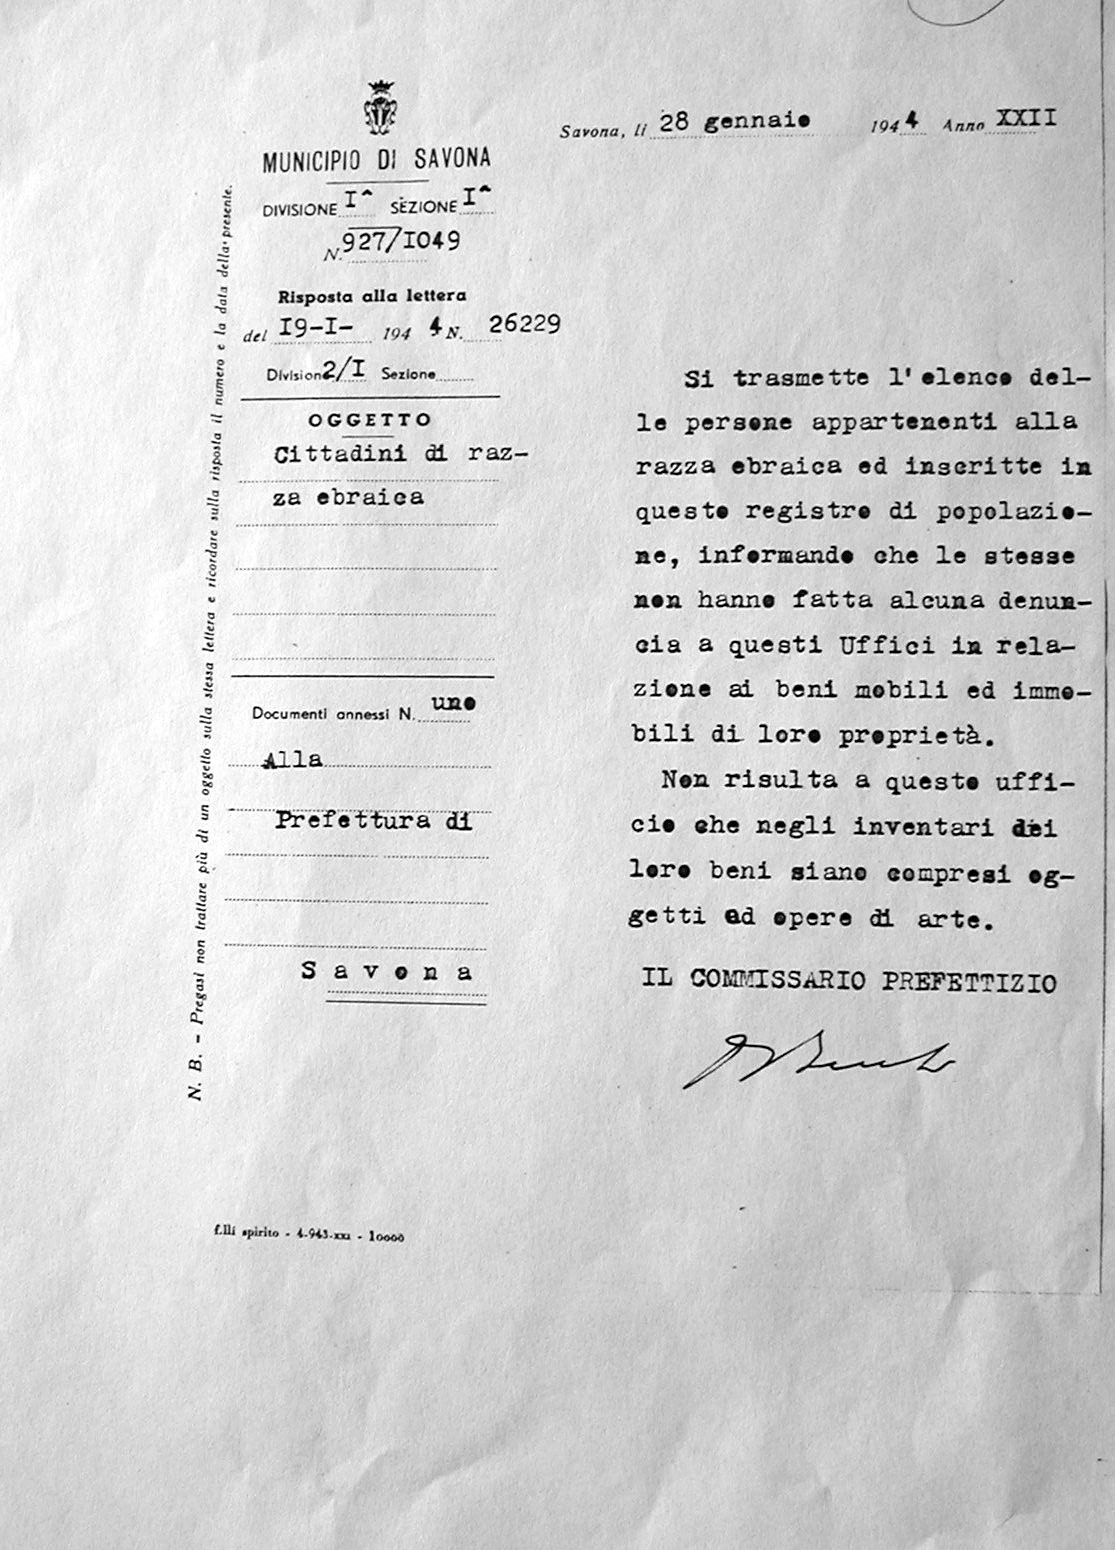 Savona, li 28 gennaio 1944 Anno XXII
MUNICIPIO DI SAVONA
DIVISIONE I^ SEZIONE I^
N. 927/I049
Risposta alla lettera
del I9-I- 194 4 N. 26229
Division 2/I Sezione
OGGETTO
Cittadini di raz-
za ebraica
Documenti annessi N. uno
Alla
Prefettura di
Savona
N. B. - Pregasi non trattare più di un oggetto sulla stessa lettera e ricordare sulla risposta il numero e la data della presente.
Si trasmette l'elenco del-
le persone appartenenti alla
razza ebraica ed inscritte in
questo registro di popolazio-
ne, informando che le stesse
non hanno fatta alcuna denun-
cia a questi Uffici in rela-
zione ai beni mobili ed immo-
bili di loro proprietà.
Non risulta a questo uffi-
cio che negli inventari dei
loro beni siano compresi og-
getti ed opere di arte.
IL COMMISSARIO PREFETTIZIO
f.lli spirito - 4-943-xxi - 10000